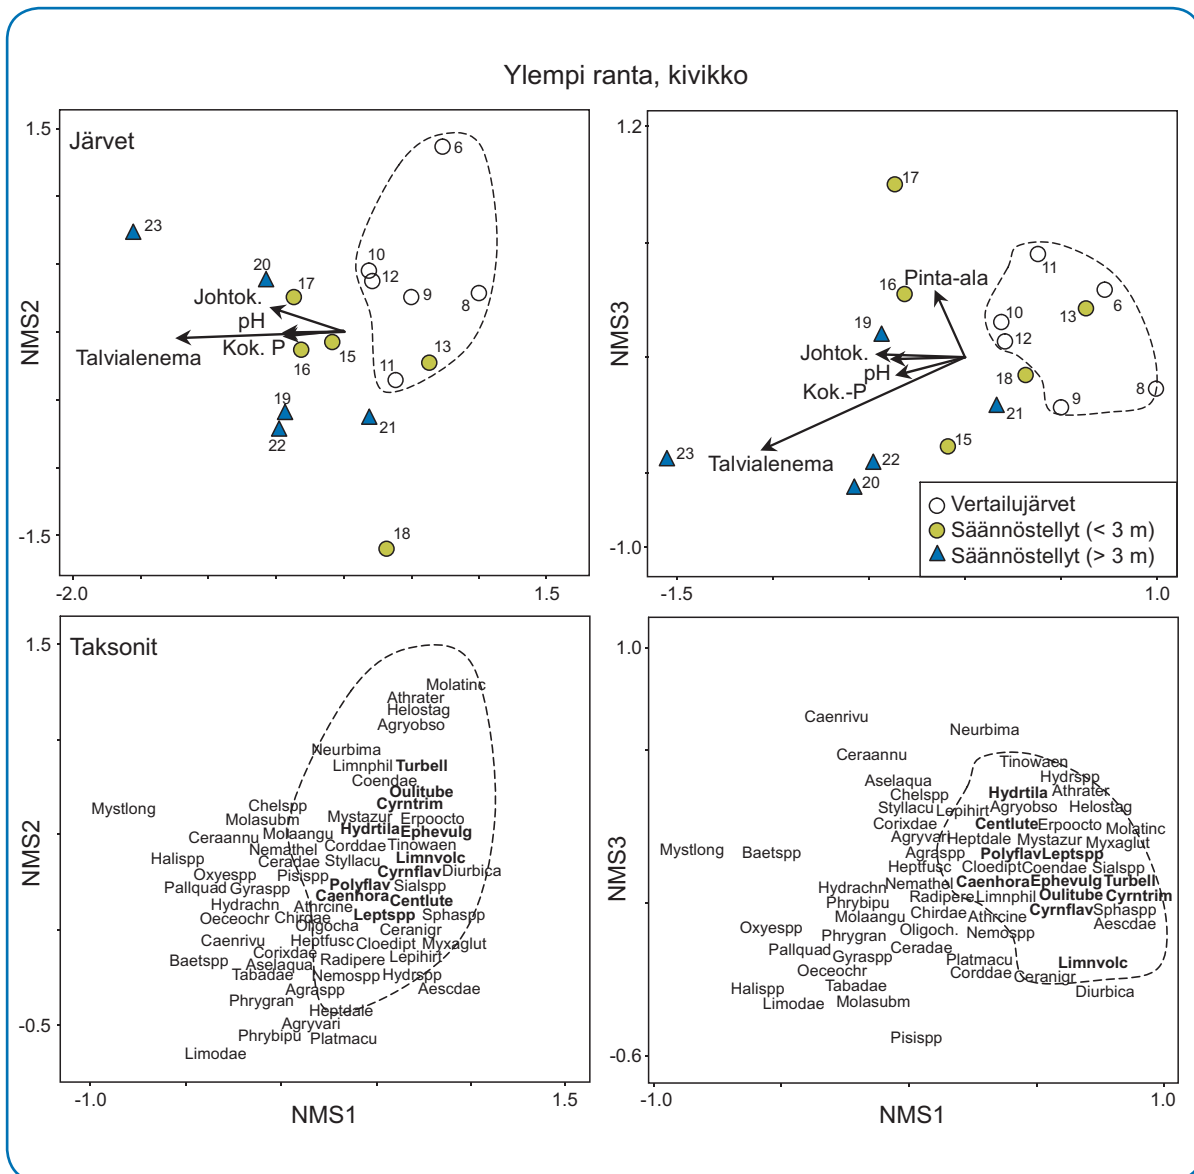 Ylempi ranta, kivikko
Järvet
1.5
NMS2
-1.5
-2.0
1.5
6
23
10
12
20
17
9
8
Johtok.
pH
Kok. P
Talvialenema
15
16
13
11
19
22
21
18
1.2
NMS3
-1.0
-1.5
1.0
17
11
Pinta-ala
16
6
10
13
19
12
Johtok.
pH
18
8
Kok.-P
21
9
15
23
Talvialenema
22
20
Vertailujärvet
Säännöstellyt (< 3 m)
Säännöstellyt (> 3 m)
Taksonit
1.5
NMS2
-0.5
-1.0
NMS1
1.5
Molatinc
Athrater
Helostag
Agryobso
Neurbima
Limnphil Turbell
Coendae
Oulitube
Cyrntrim
Mystlong
Chelspp
Molasubm
Mystazur Erpoocto
Ceraannu Molaangu Hydrtila Ephevulg
Nemathel Corddae Tinowaen
Halispp Ceradae Styllacu Limnvolc
Oxyespp Pisispp Cyrnflav Diurbica
Pallquad Gyraspp Polyflav Sialspp
Caenhora Centlute
Hydrachn Athrcine
Oeceochr Chirdae Leptspp Sphaspp
Oligocha Ceranigr
Caenrivu Heptfusc Cloedipt Myxaglut
Corixdae Lepihirt
Baetspp Aselaqua Radipere
Tabadae Nemospp Hydrspp
Agraspp Aescdae
Phrygran Heptdale
Agryvari
Phrybipu Platmacu
Limodae
1.0
NMS3
-0.6
-1.0
NMS1
1.0
Caenrivu
Neurbima
Ceraannu
Tinowaen
Aselaqua Hydrspp
Chelspp Hydrtila Athrater
Styllacu Lepihirt Agryobso Helostag
Corixdae Centlute Erpoocto Molatinc
Agryvari Heptdale Mystazur Myxaglut
Mystlong Baetspp Agraspp Polyflav Leptspp
Heptfusc Cloedipt Coendae Sialspp
Hydrachn Nemathel Caenhora Ephevulg Turbell
Phrybipu Radipere Limnphil Oulitube Cyrntrim
Molaangu Chirdae Athrcine Cyrnflav Sphaspp
Oxyespp Phrygran Oligoch. Nemospp Aescdae
Pallquad Gyraspp Ceradae
Oeceochr Platmacu Limnvolc
Halispp Tabadae Corddae Ceranigr
Limodae Molasubm Diurbica
Pisispp